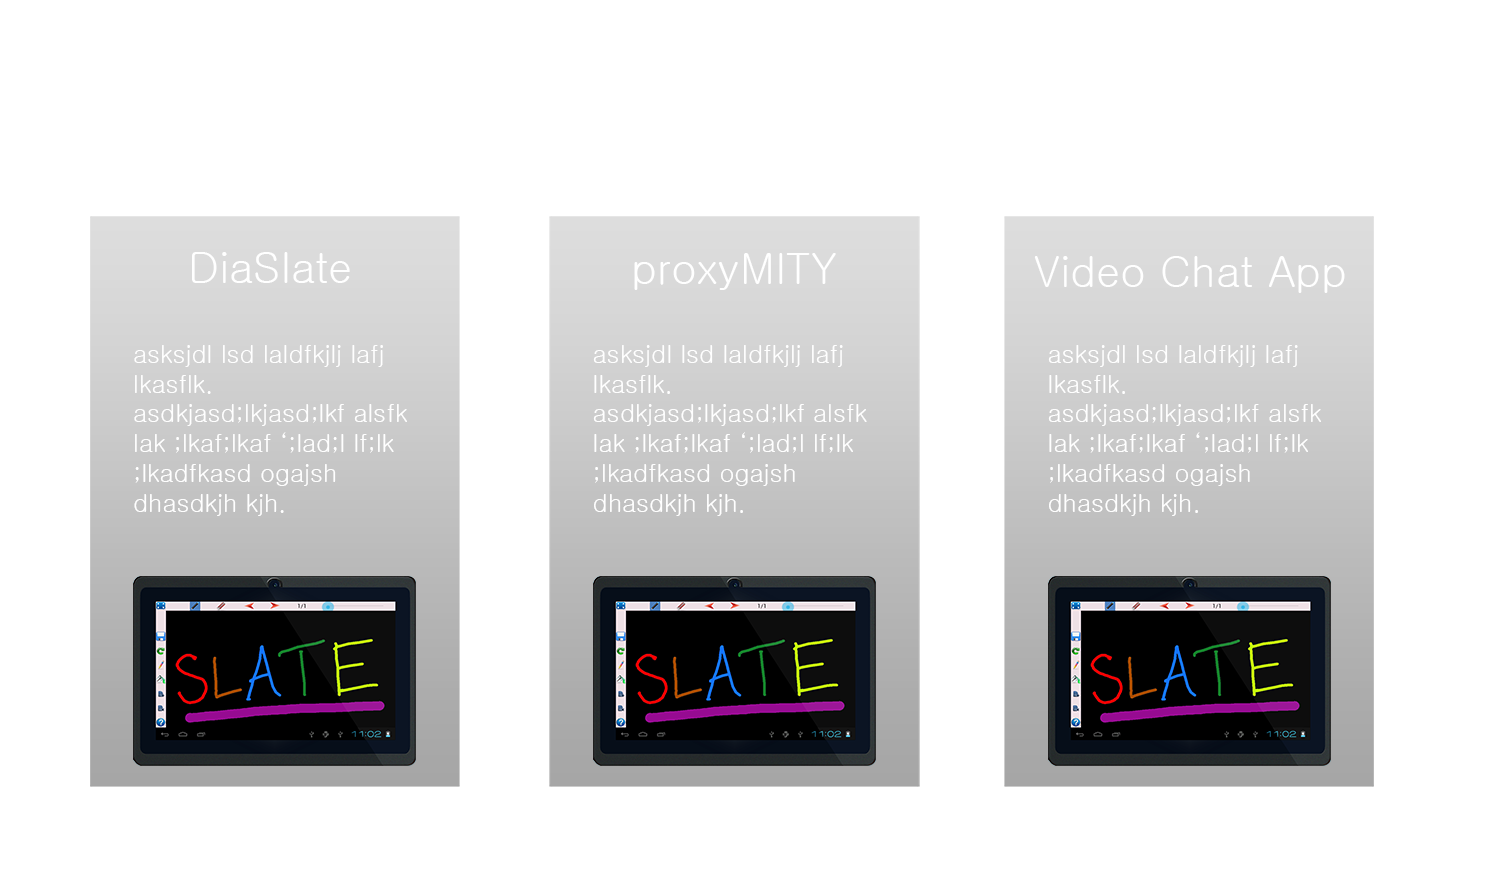 DiaSlate
asksjdl lsd laldfkjlj lafj
lkasflk.
asdkjasd;lkjasd;lkf alsfk
lak ;lkaf;lkaf ‘;lad;l lf;lk
;lkadfkasd ogajsh
dhasdkjh kjh.
1/1
SLATE
11:02
proxyMITY
asksjdl lsd laldfkjlj lafj
lkasflk.
asdkjasd;lkjasd;lkf alsfk
lak ;lkaf;lkaf ‘;lad;l lf;lk
;lkadfkasd ogajsh
dhasdkjh kjh.
1/1
SLATE
11:02
Video Chat App
asksjdl lsd laldfkjlj lafj
lkasflk.
asdkjasd;lkjasd;lkf alsfk
lak ;lkaf;lkaf ‘;lad;l lf;lk
;lkadfkasd ogajsh
dhasdkjh kjh.
1/1
SLATE
11:02